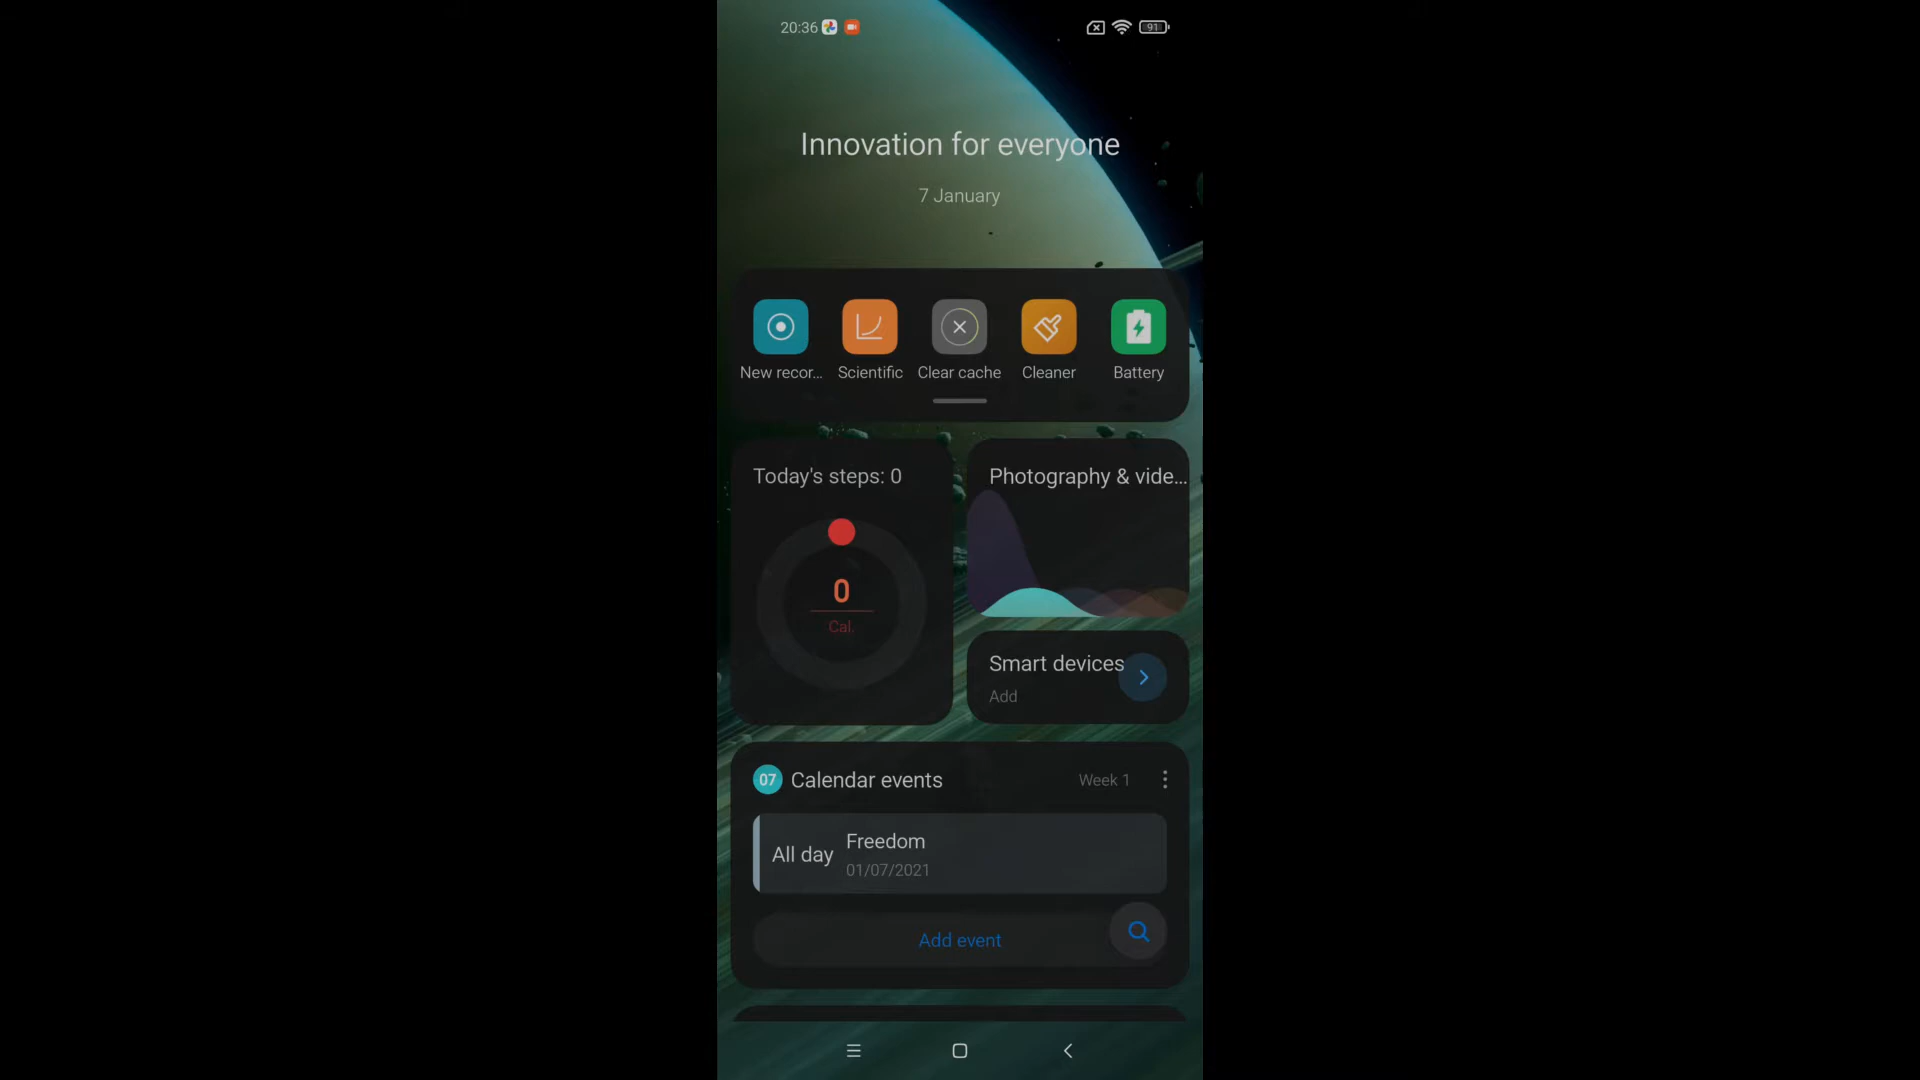 20:36
91
Innovation for everyone
7 January
New recor...
Scientific
Clear cache
Cleaner
Battery
Today's steps: 0
0
Cal.
Photography & vide...
Smart devices
Add
07 Calendar events
Week 1
All day
Freedom
01/07/2021
Add event